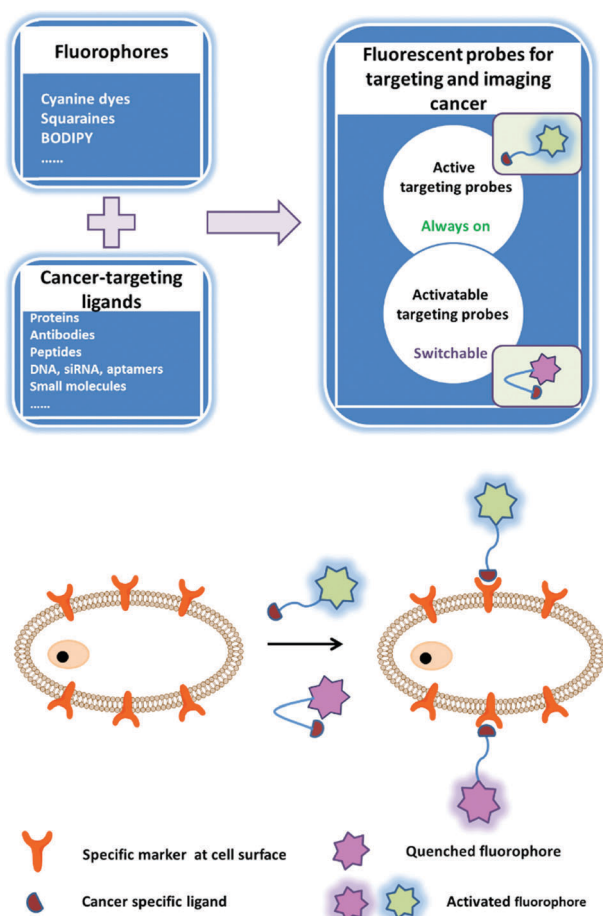 Fluorophores
Cyanine dyes
Squaraines
BODIPY
......
Cancer-targeting
ligands
Proteins
Antibodies
Peptides
DNA, siRNA, aptamers
Small molecules
......
Fluorescent probes for
targeting and imaging
cancer
Active
targeting probes
Always on
Activatable
targeting probes
Switchable
Specific marker at cell surface
Quenched fluorophore
Cancer specific ligand
Activated fluorophore